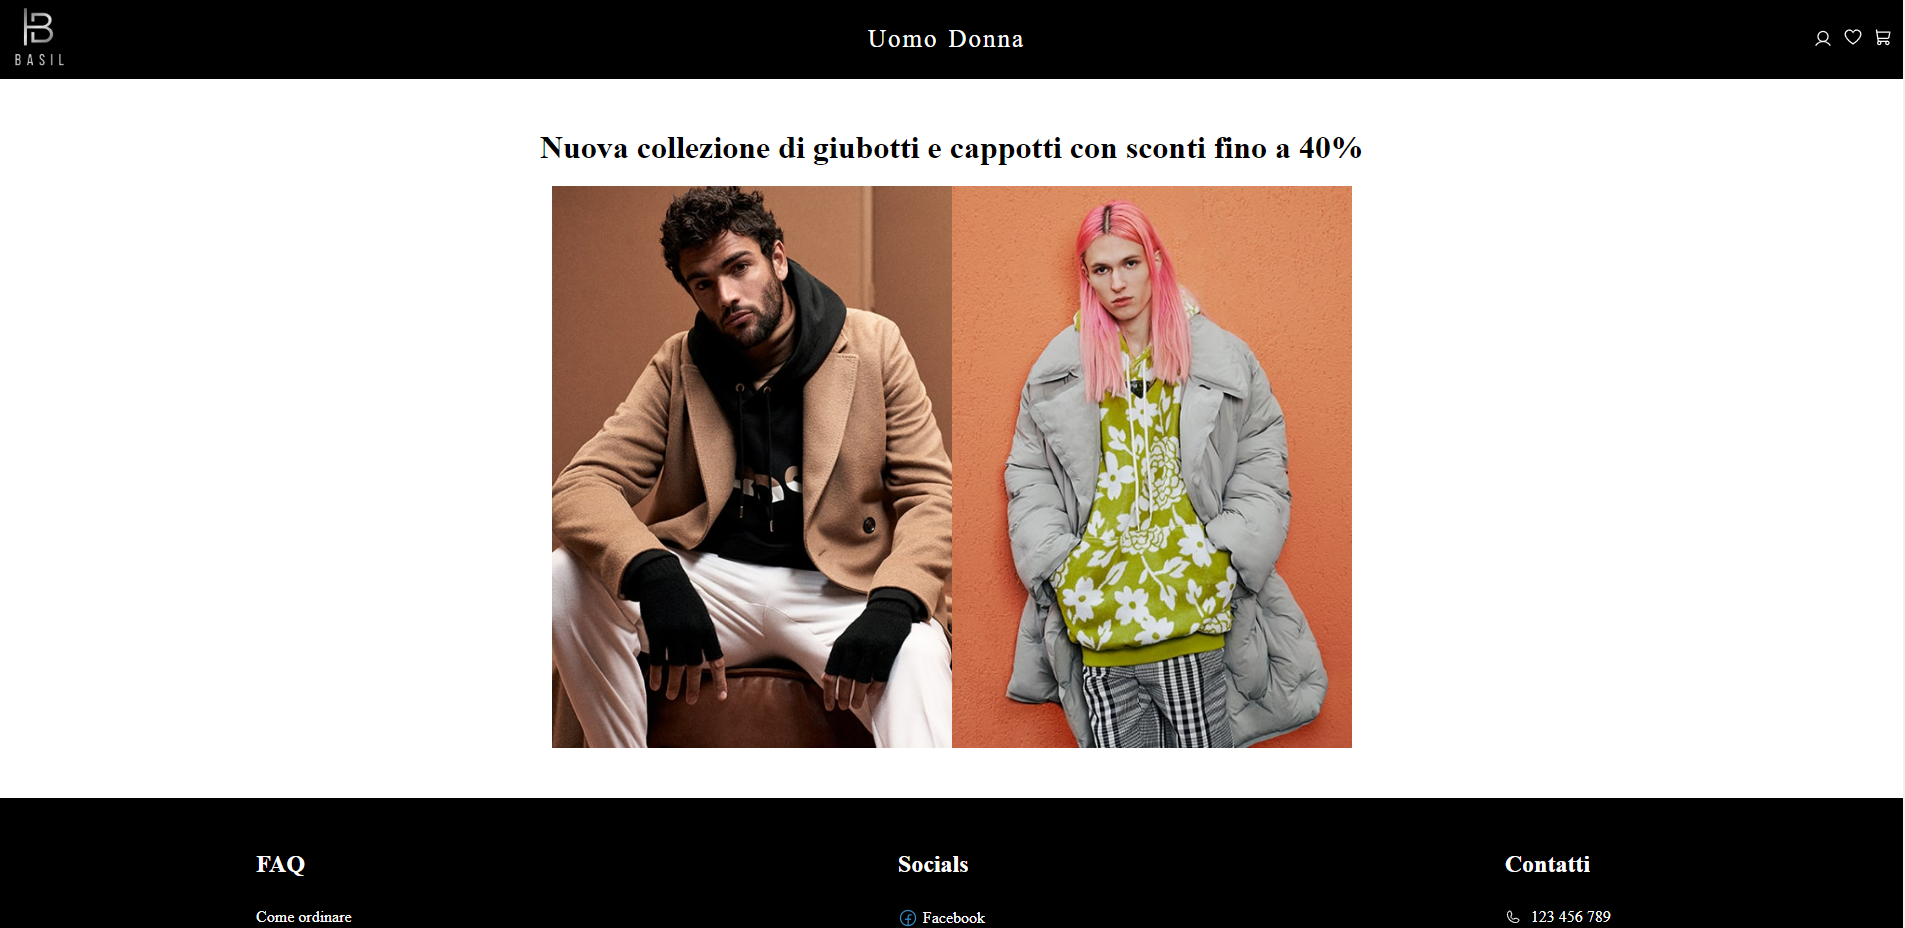 BASIL
Uomo Donna
Nuova collezione di giubotti e cappotti con sconti fino a 40%
FAQ
Socials
Contatti
Come ordinare
Facebook
123 456 789